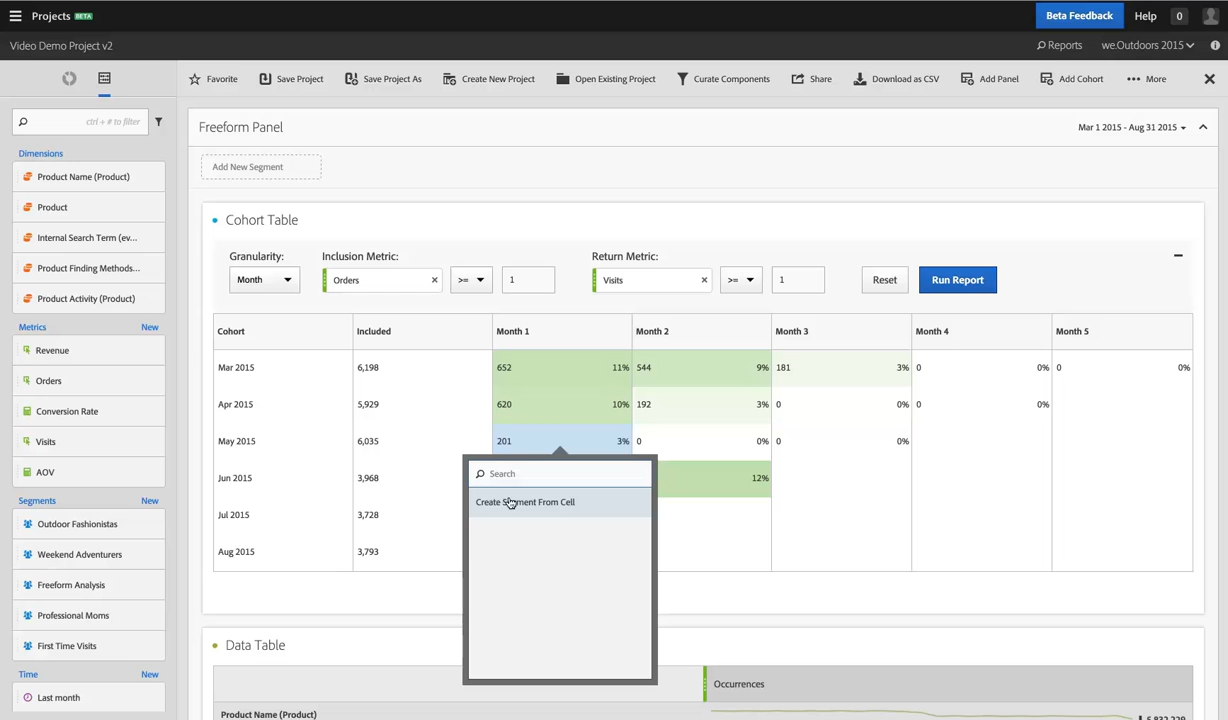 Projects BETA
Beta Feedback Help 0
Video Demo Project v2
Reports we.Outdoors 2015
Favorite Save Project Save Project As Create New Project Open Existing Project Curate Components Share Download as CSV Add Panel Add Cohort More
ctrl + # to filter
Dimensions
Product Name (Product)
Product
Internal Search Term (ev...
Product Finding Methods...
Product Activity (Product)
Metrics New
Revenue
Orders
Conversion Rate
Visits
AOV
Segments New
Outdoor Fashionistas
Weekend Adventurers
Freeform Analysis
Professional Moms
First Time Visits
Time New
Last month
Freeform Panel
Mar 1 2015 - Aug 31 2015
Add New Segment
Cohort Table
Granularity: Inclusion Metric: Return Metric:
Month Orders >= 1 Visits >= 1 Reset Run Report
Cohort Included Month 1 Month 2 Month 3 Month 4 Month 5
Mar 2015 6,198 652 11% 544 9% 181 3% 0 0% 0 0%
Apr 2015 5,929 620 10% 192 3% 0 0% 0 0%
May 2015 6,035 201 3% 0 0% 0 0%
Jun 2015 3,968 12%
Jul 2015 3,728
Aug 2015 3,793
Search
Create Segment From Cell
Data Table
Occurrences
Product Name (Product)